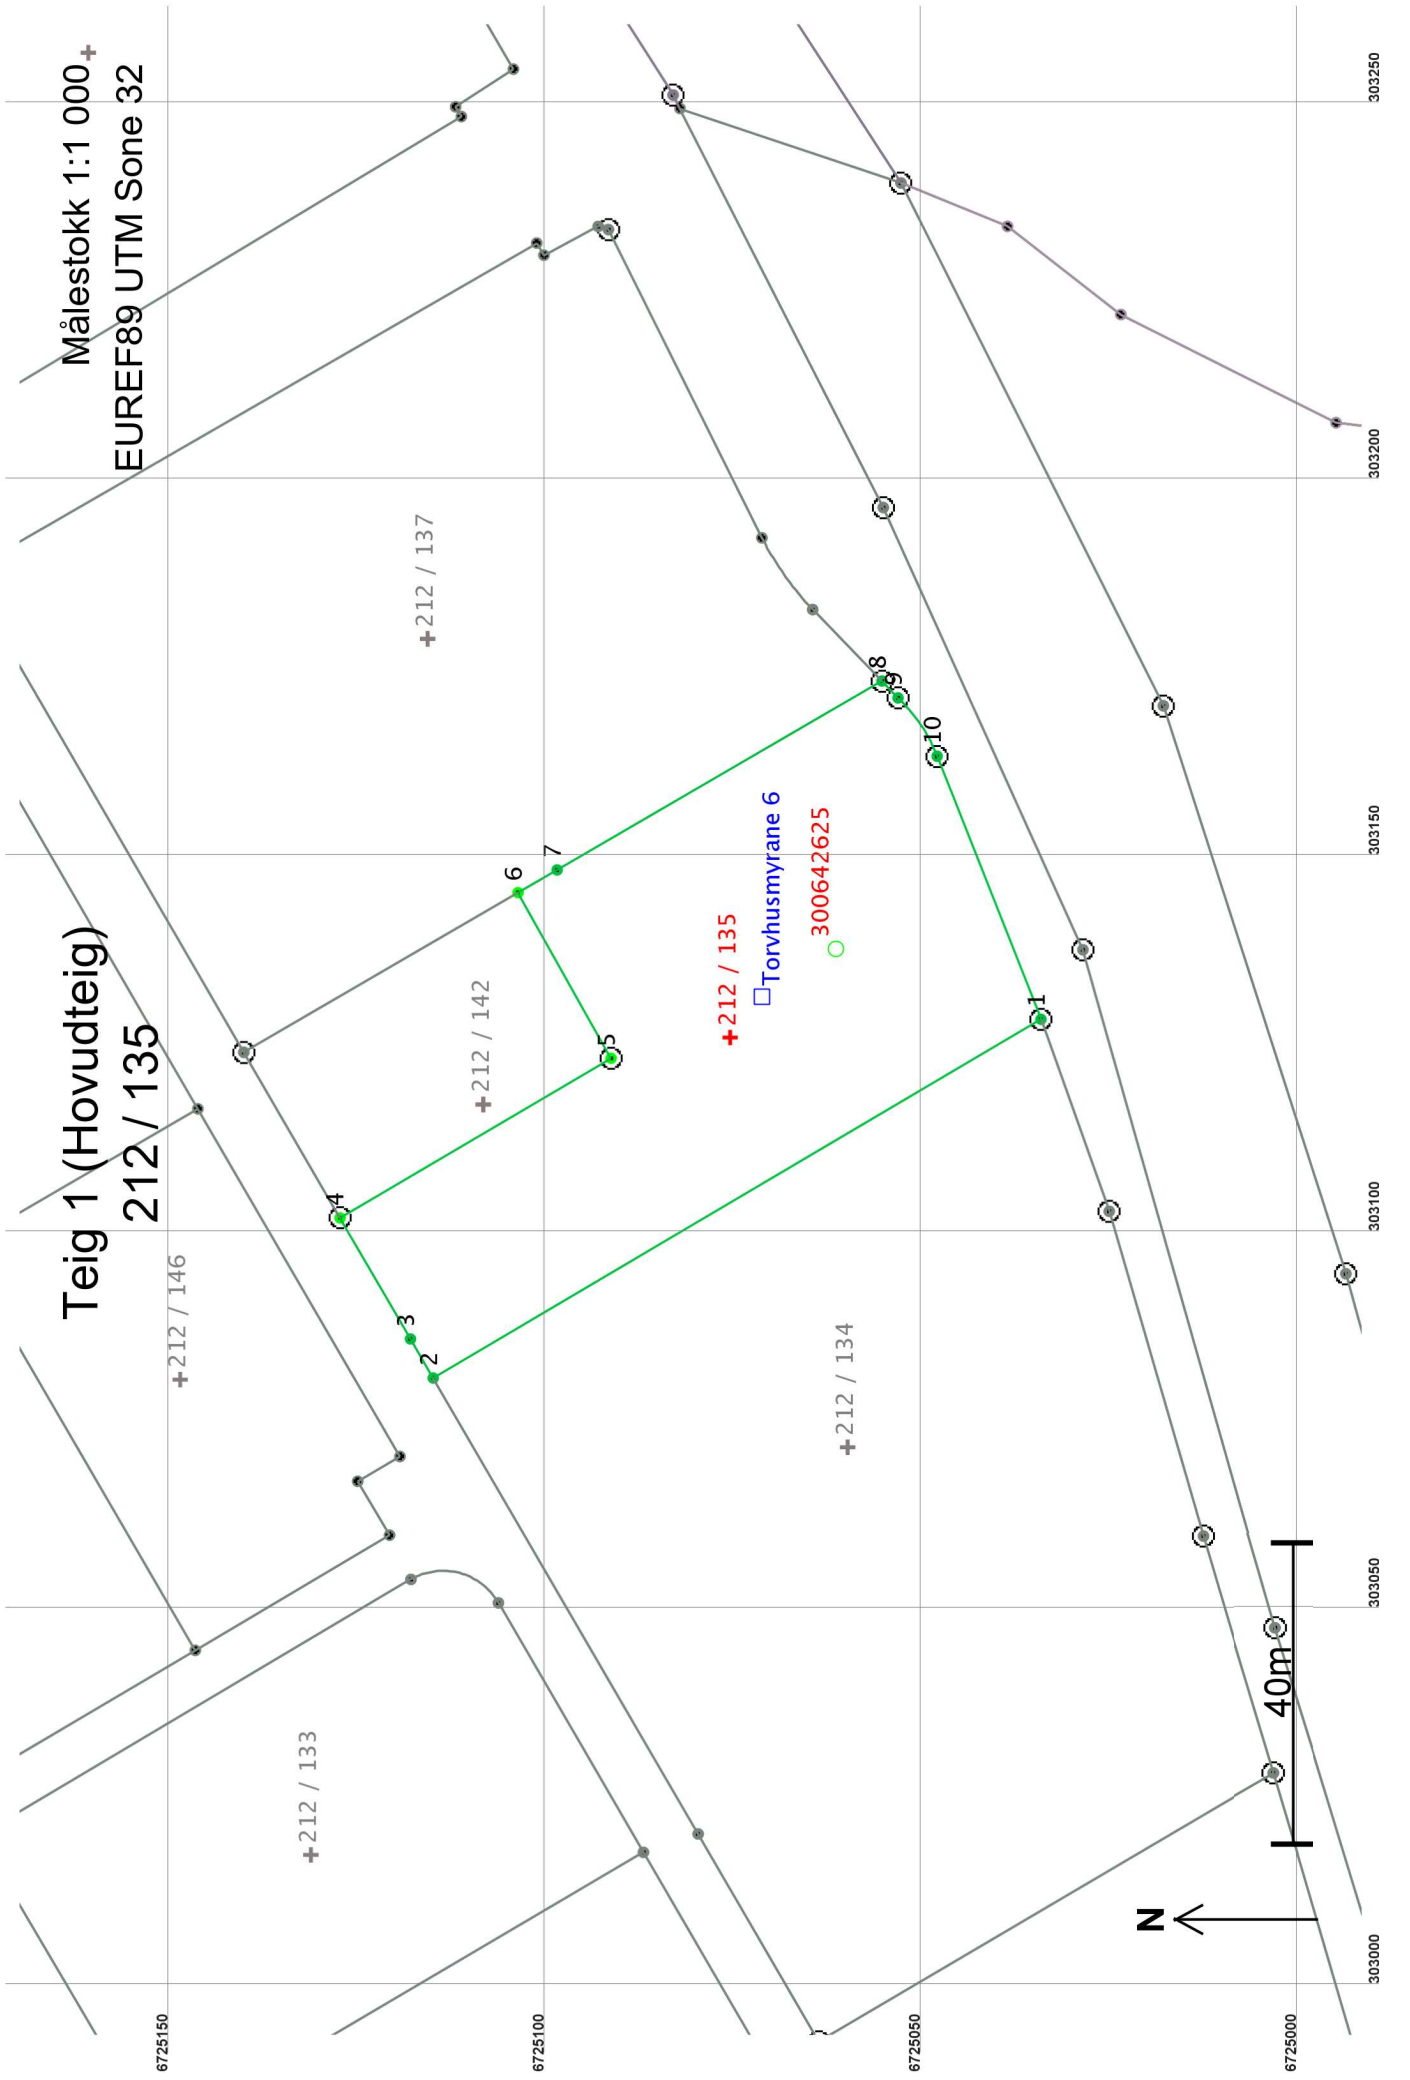 Teig 1 (Hovudteig)
212 / 135
Målestokk 1:1 000
EUREF89 UTM Sone 32
+212 / 133
+212 / 146
+212 / 142
+212 / 137
+212 / 134
+212 / 135
Torvhusmyrane 6
300642625
1
2
3
4
5
6
7
8
9
10
N
40m
6725150
6725100
6725050
6725000
303000
303050
303100
303150
303200
303250